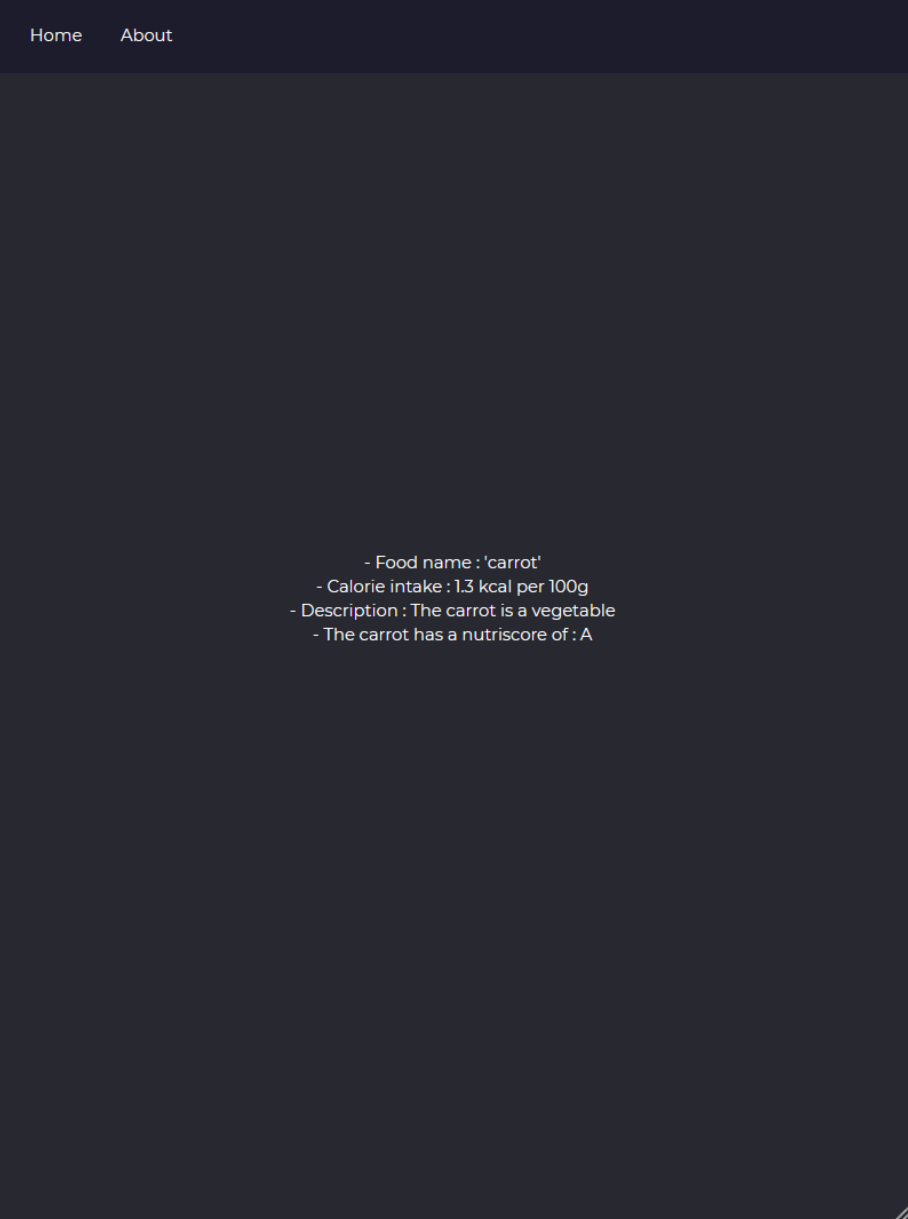 Home About
- Food name : 'carrot'
- Calorie intake : 1.3 kcal per 100g
- Description : The carrot is a vegetable
- The carrot has a nutriscore of : A